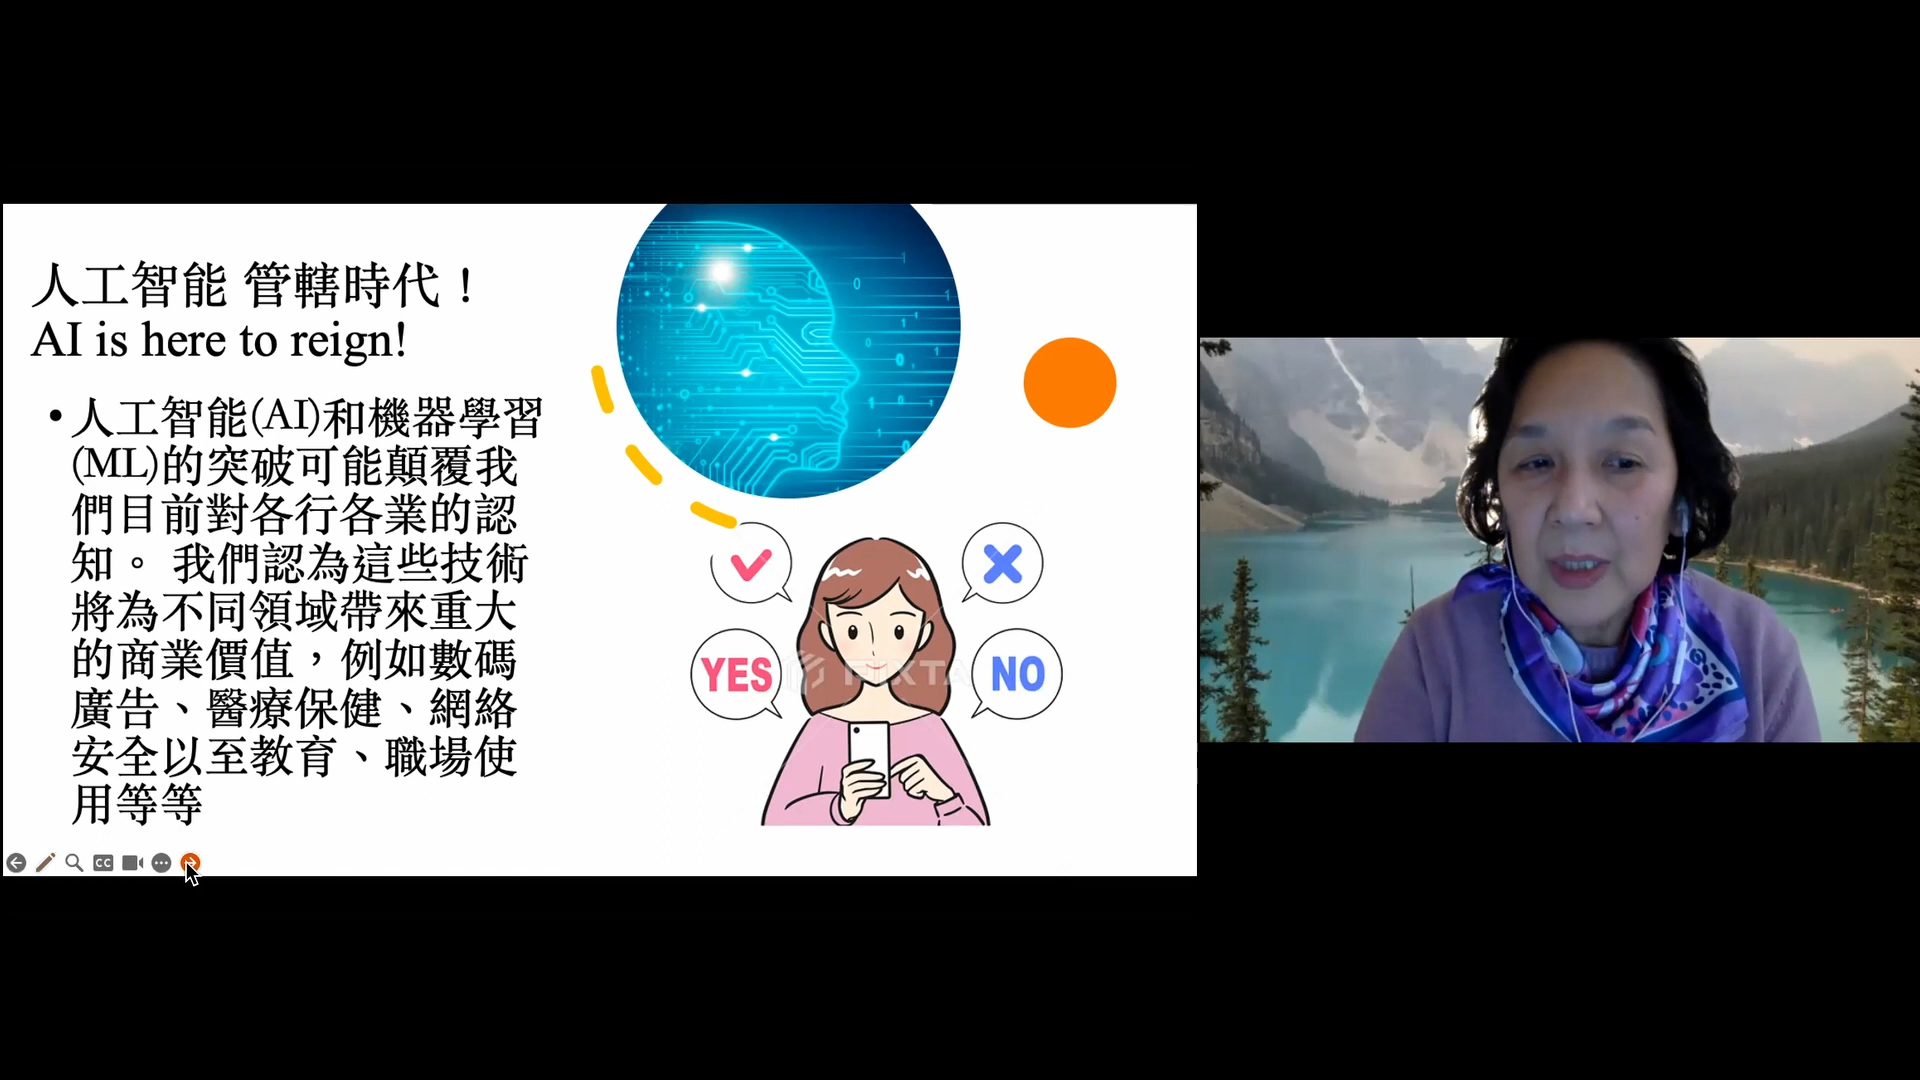 人工智能 管轄時代！
AI is here to reign!
•人工智能(AI)和機器學習
(ML)的突破可能顛覆我
們目前對各行各業的認
知。 我們認為這些技術
將為不同領域帶來重大
的商業價值，例如數碼
廣告、醫療保健、網絡
安全以至教育、職場使
用等等
YES
NO
PIXTA
CC